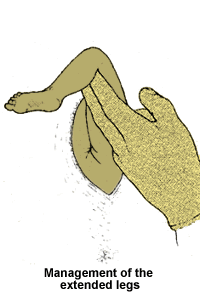 Management of the
extended legs